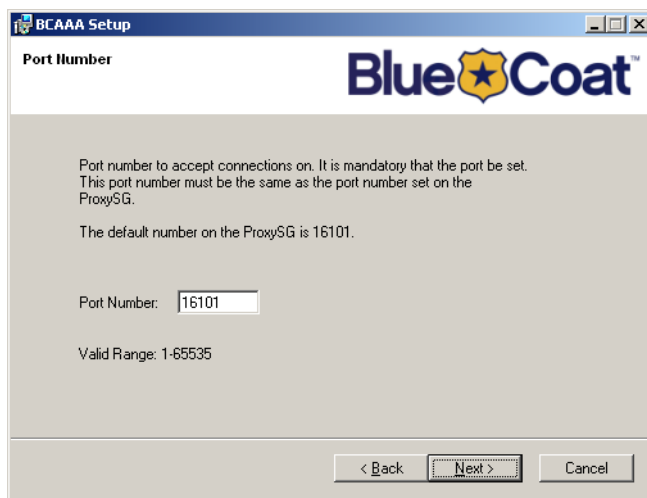 BCAAA Setup
Port Number
Blue Coat™
Port number to accept connections on. It is mandatory that the port be set.
This port number must be the same as the port number set on the
ProxySG.
The default number on the ProxySG is 16101.
Port Number: 16101
Valid Range: 1-65535
< Back Next > Cancel